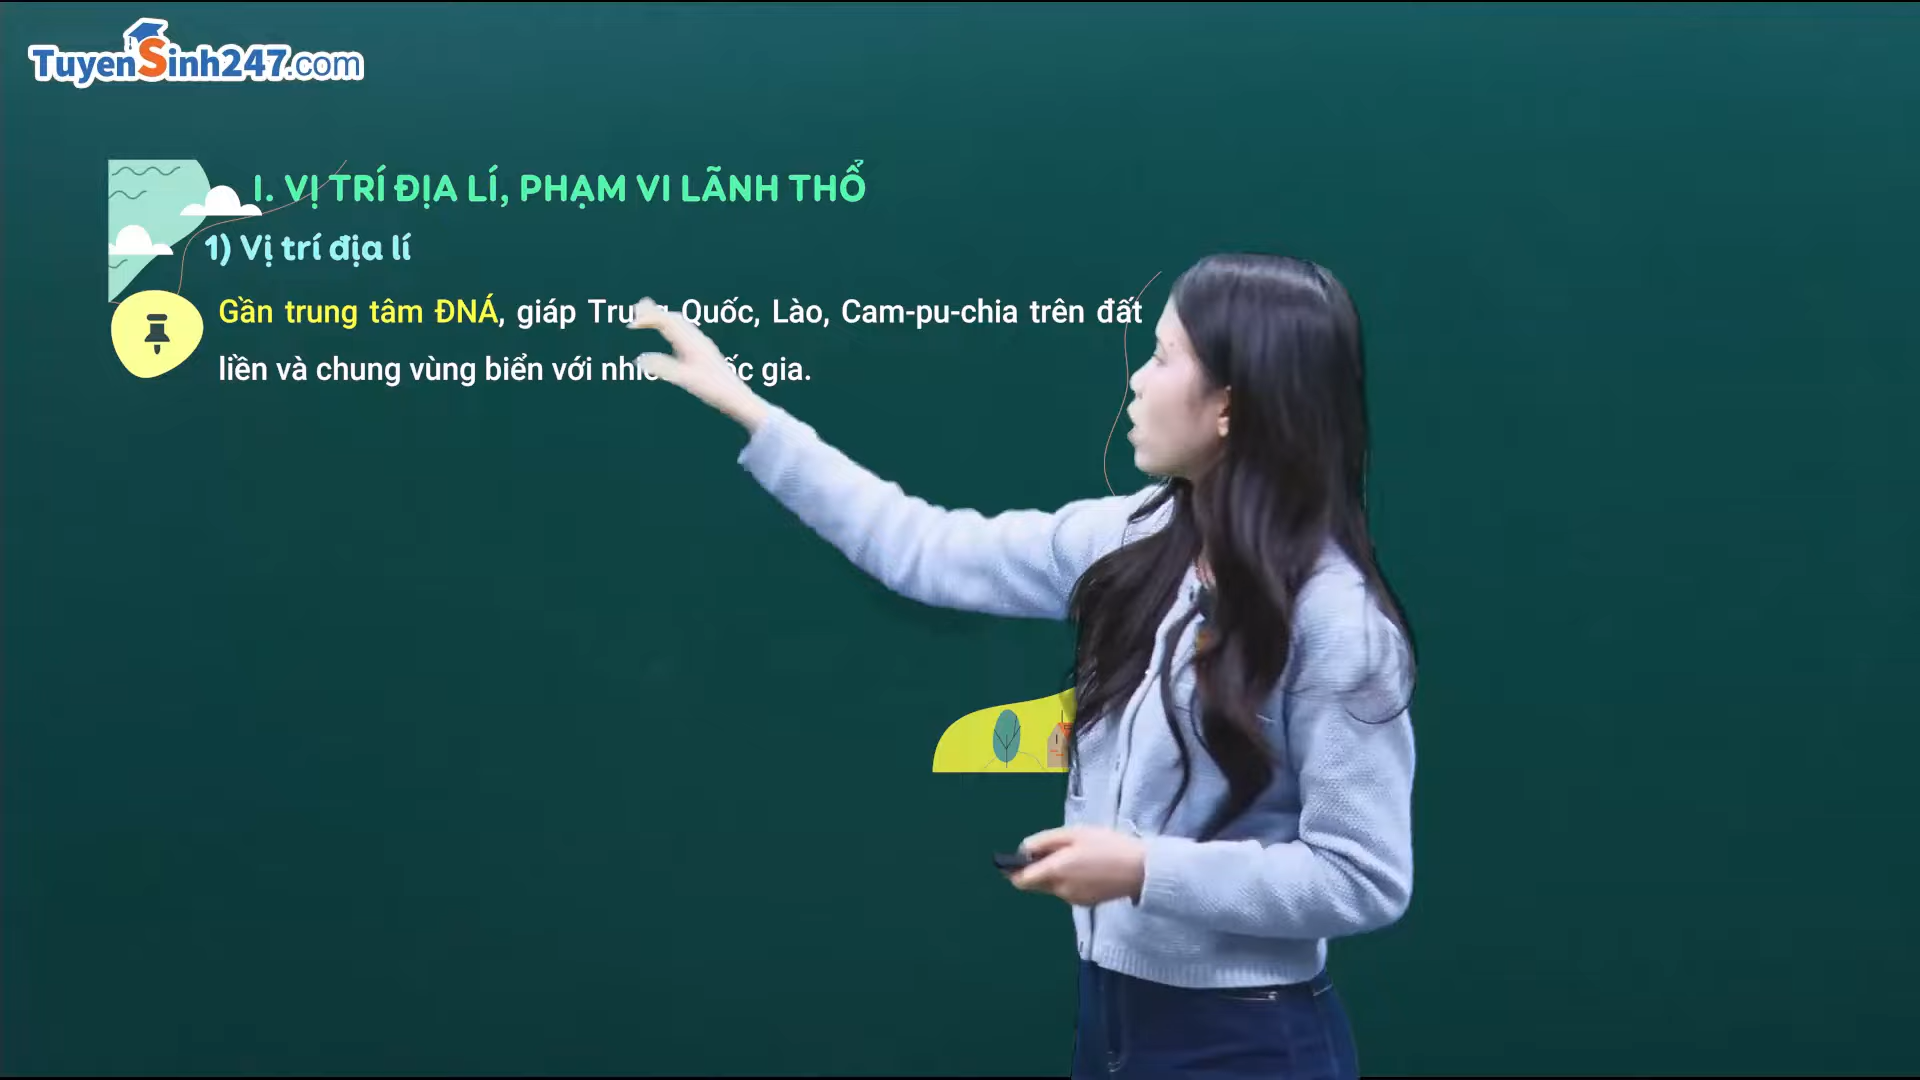 TuyenSinh247.com
I. VỊ TRÍ ĐỊA LÍ, PHẠM VI LÃNH THỔ
1) Vị trí địa lí
Gần trung tâm ĐNÁ, giáp Quốc, Lào, Cam-pu-chia trên đất
liền và chung vùng biển với gia.